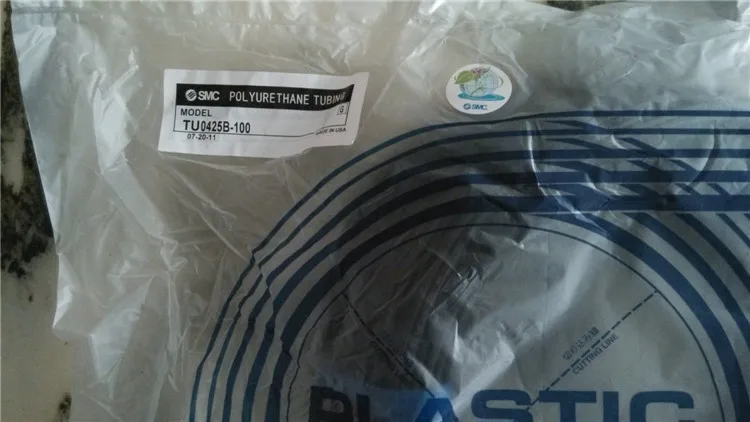 SMC POLYURETHANE TUBING
MODEL
G
TU0425B-100
07-20-11
MADE IN USA
SMC
CUTTING LINE
PLASTIC